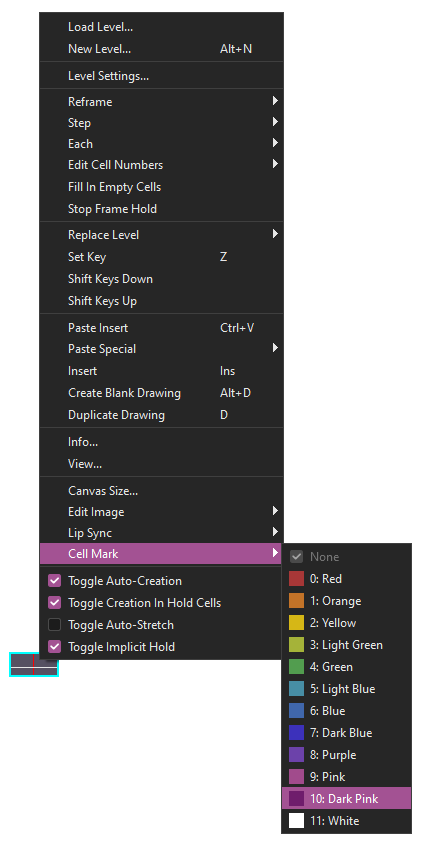 Load Level...
New Level... Alt+N
Level Settings...
Reframe
Step
Each
Edit Cell Numbers
Fill In Empty Cells
Stop Frame Hold
Replace Level
Set Key Z
Shift Keys Down
Shift Keys Up
Paste Insert Ctrl+V
Paste Special
Insert Ins
Create Blank Drawing Alt+D
Duplicate Drawing D
Info...
View...
Canvas Size...
Edit Image
Lip Sync
Cell Mark
Toggle Auto-Creation
Toggle Creation In Hold Cells
Toggle Auto-Stretch
Toggle Implicit Hold
None
0: Red
1: Orange
2: Yellow
3: Light Green
4: Green
5: Light Blue
6: Blue
7: Dark Blue
8: Purple
9: Pink
10: Dark Pink
11: White